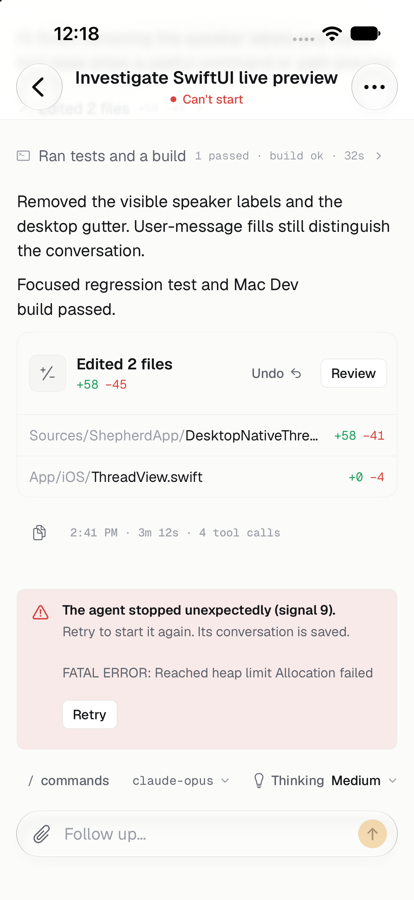 12:18
Investigate SwiftUI live preview
Can't start
Ran tests and a build 1 passed · build ok · 32s
Removed the visible speaker labels and the
desktop gutter. User-message fills still distinguish
the conversation.
Focused regression test and Mac Dev
build passed.
Edited 2 files
+58 −45
Undo
Review
Sources/ShepherdApp/DesktopNativeThre... +58 −41
App/iOS/ThreadView.swift +0 −4
2:41 PM · 3m 12s · 4 tool calls
The agent stopped unexpectedly (signal 9).
Retry to start it again. Its conversation is saved.
FATAL ERROR: Reached heap limit Allocation failed
Retry
/ commands claude-opus Thinking Medium
Follow up...